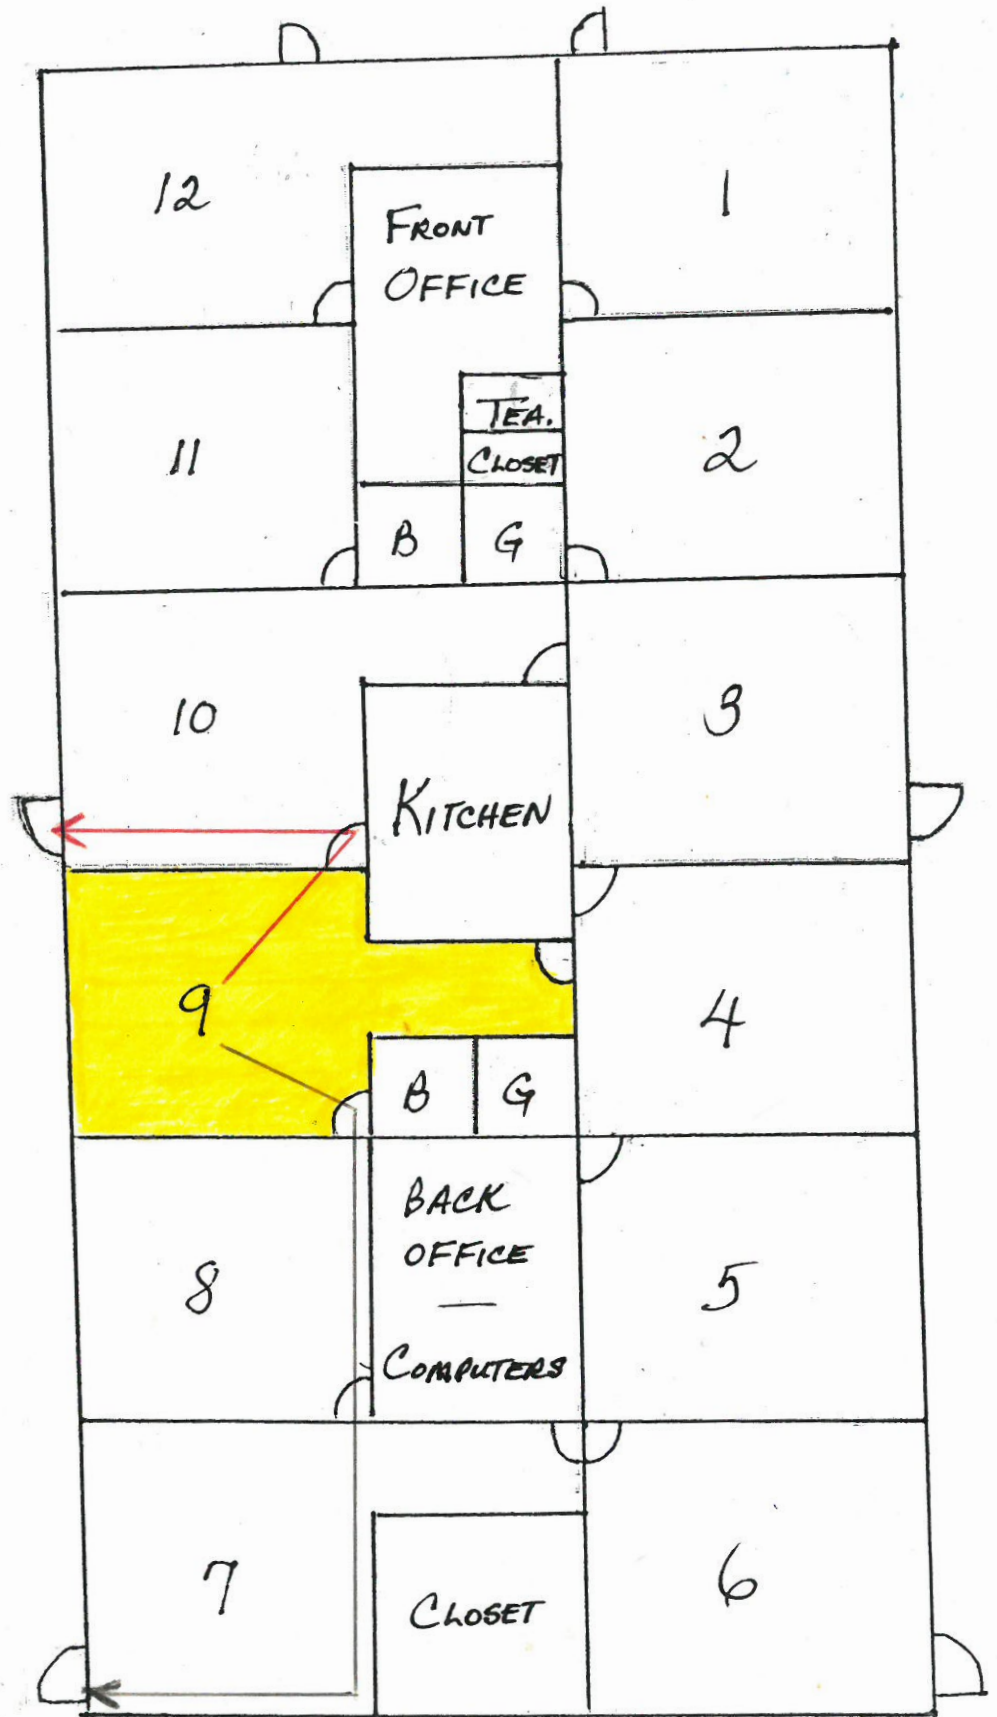 12
1
FRONT
OFFICE
TEA.
11
CLOSET
2
B
G
10
3
KITCHEN
9
4
B
G
BACK
OFFICE
8
5
COMPUTERS
7
6
CLOSET